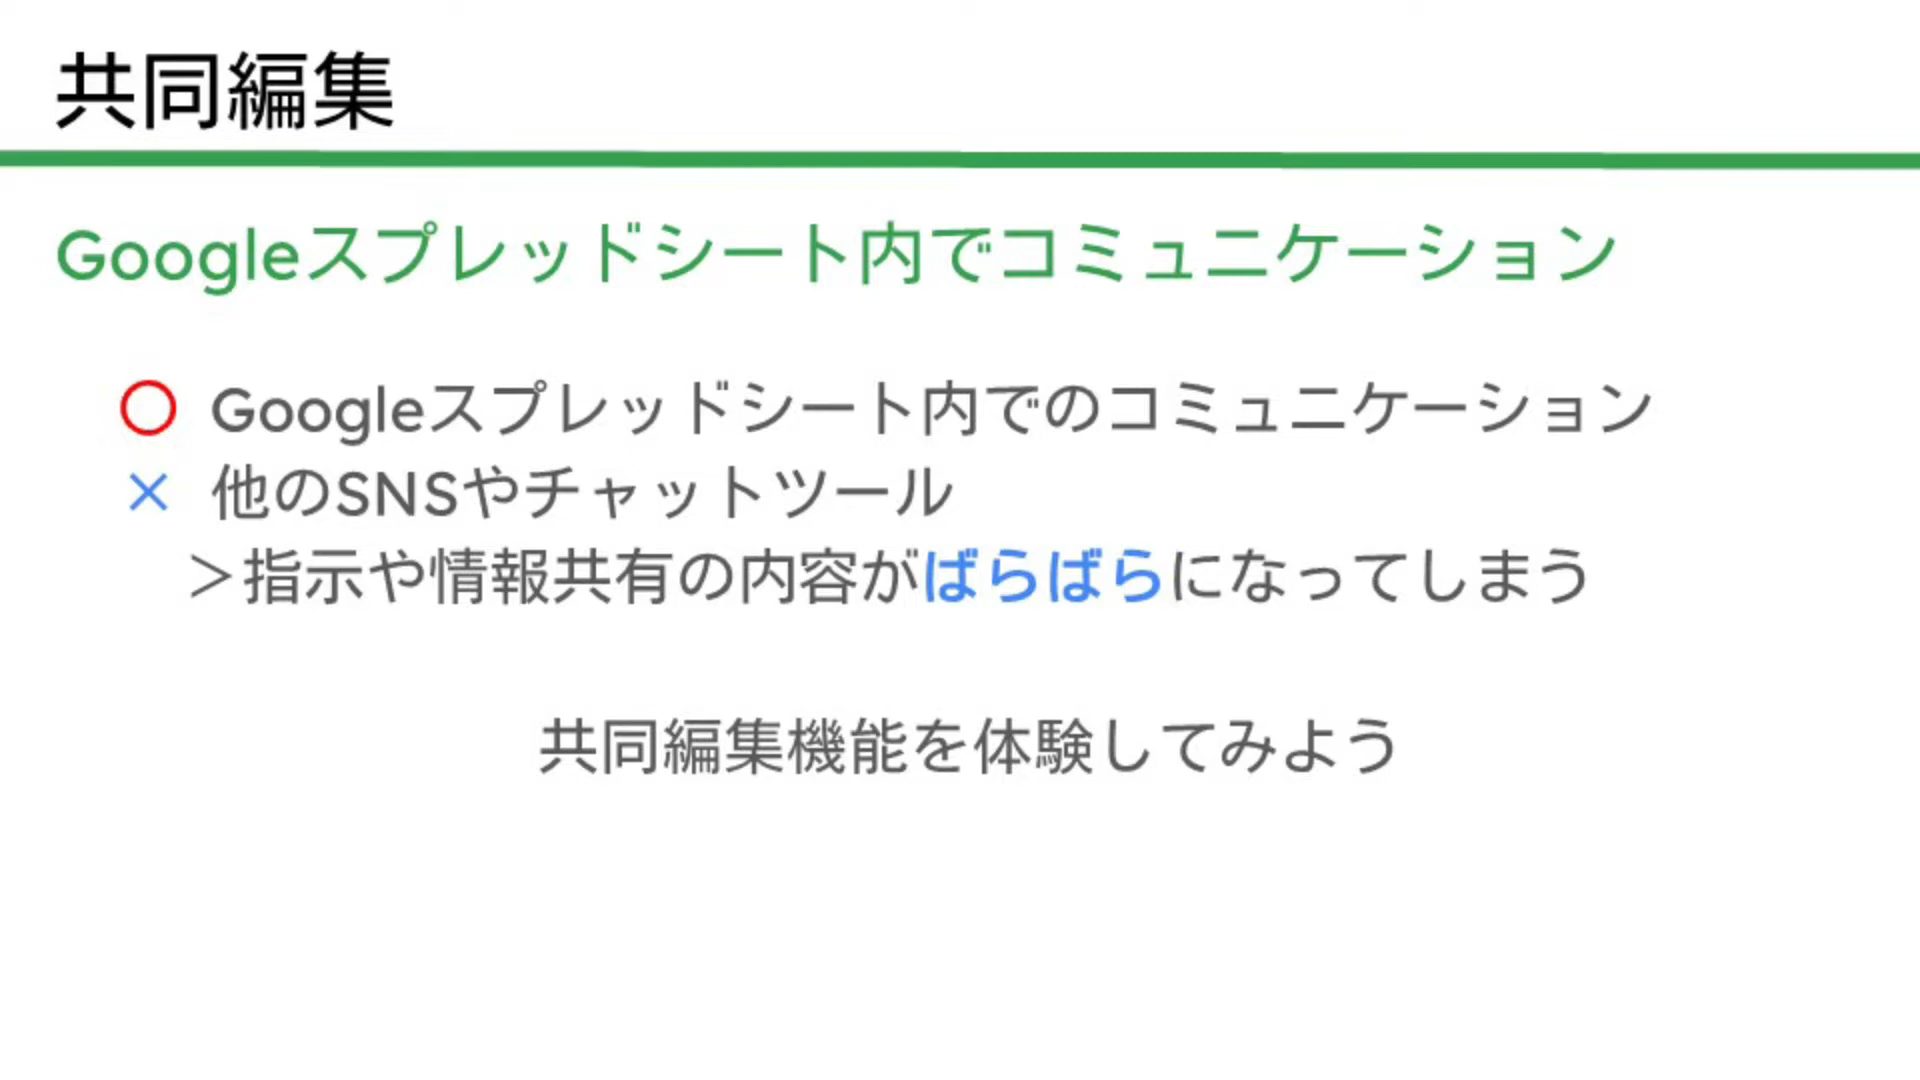 共同編集
Googleスプレッドシート内でコミュニケーション
○ Googleスプレッドシート内でのコミュニケーション
× 他のSNSやチャットツール
＞指示や情報共有の内容がばらばらになってしまう
共同編集機能を体験してみよう